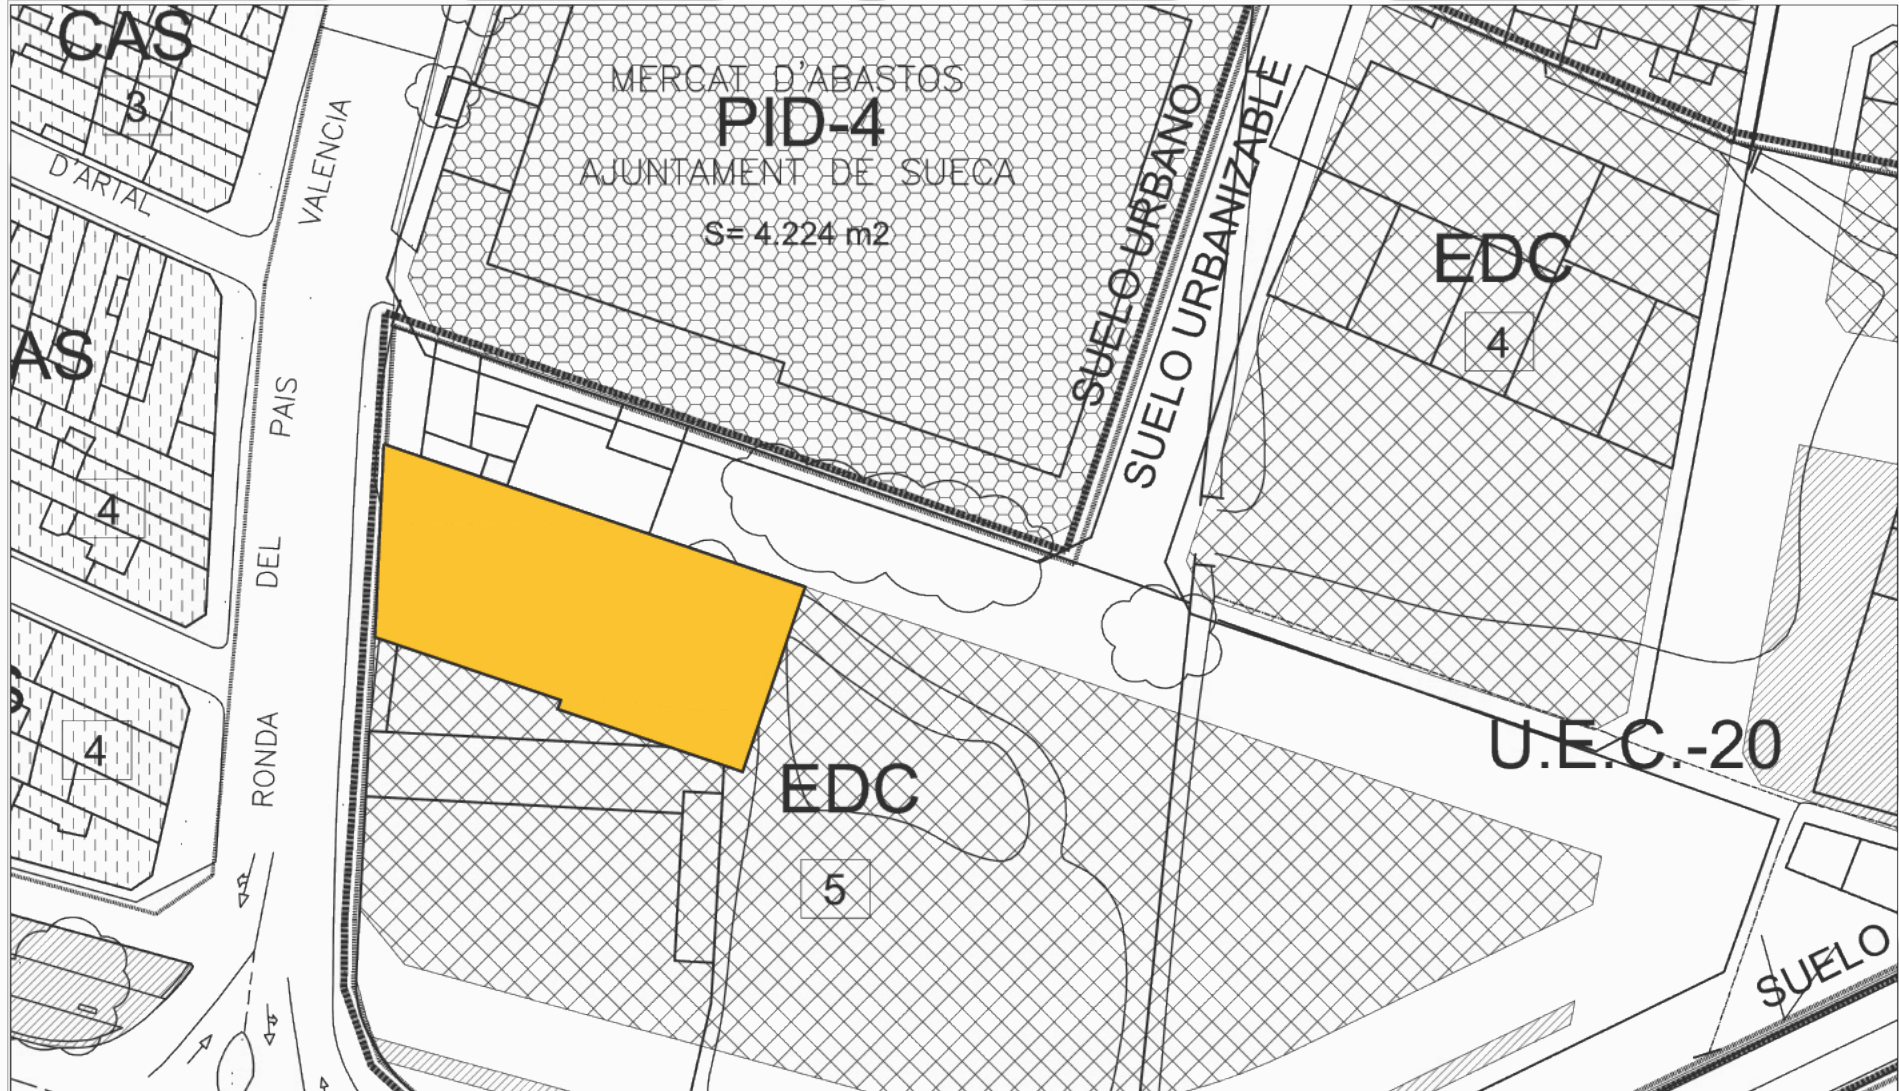 CAS
3
D'ARTAL
VALENCIA
MERCAT D'ABASTOS
PID-4
AJUNTAMENT DE SUECA
S= 4.224 m2
SUELO URBANO
SUELO URBANIZABLE
EDC
4
AS
4
PAIS
DEL
RONDA
S
4
EDC
5
U.E.C.-20
SUELO